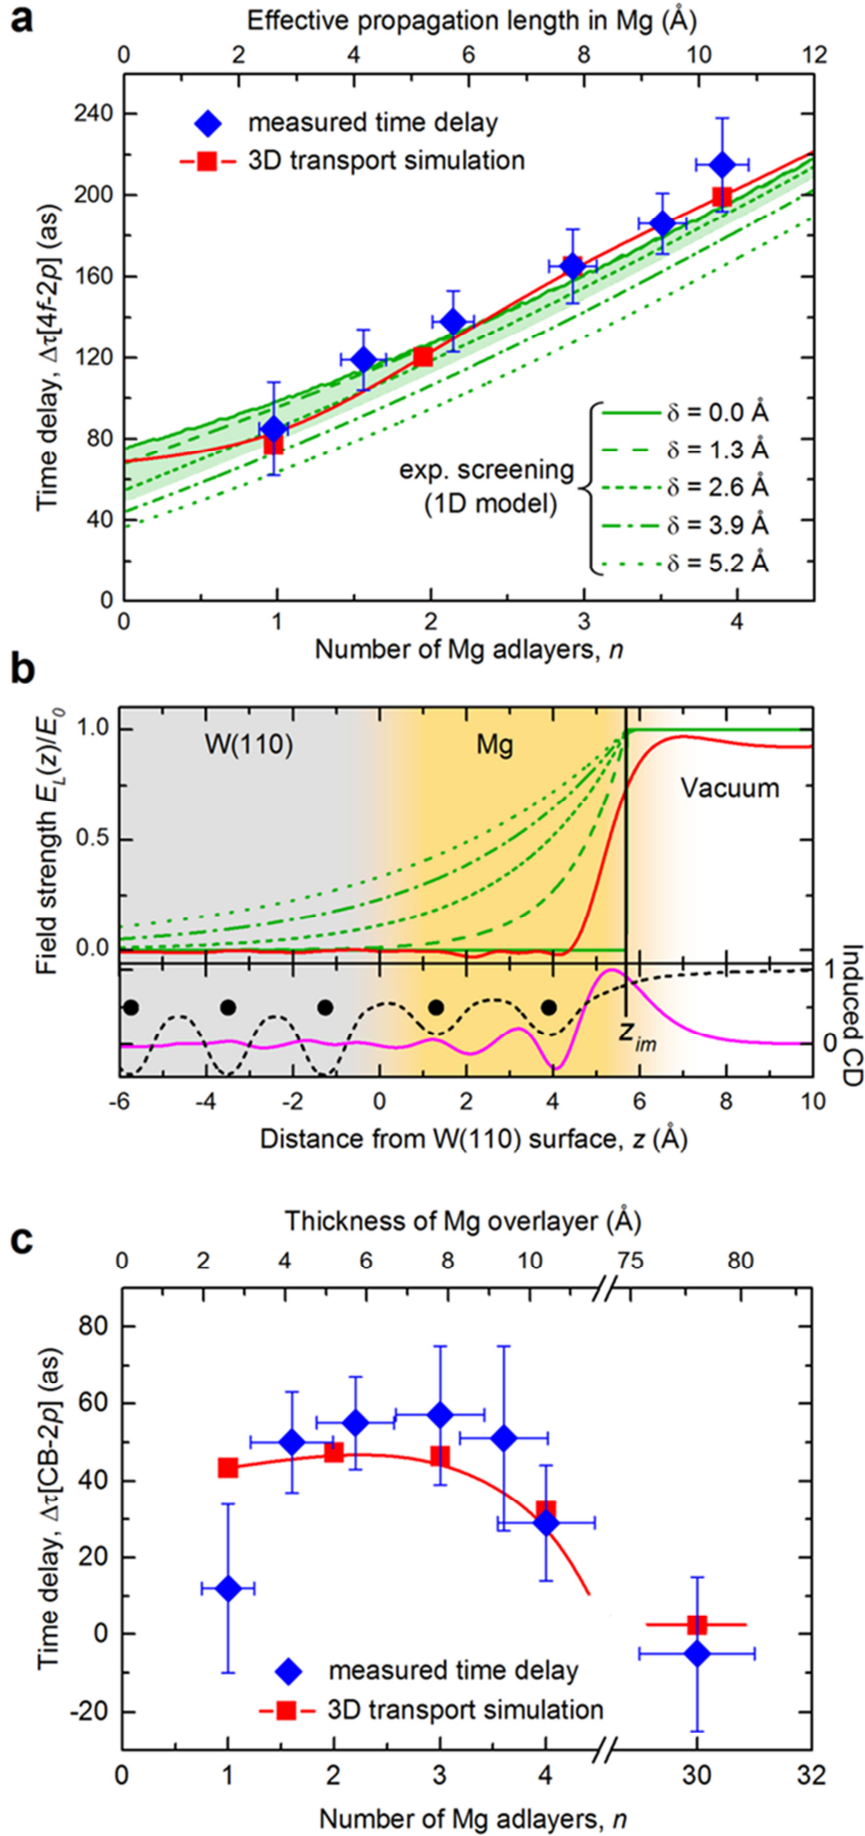 a
Effective propagation length in Mg (Å)
0 2 4 6 8 10 12
measured time delay
3D transport simulation
Time delay, Δτ[4f-2p] (as)
240
200
160
120
80
40
0
exp. screening
(1D model)
δ = 0.0 Å
δ = 1.3 Å
δ = 2.6 Å
δ = 3.9 Å
δ = 5.2 Å
0 1 2 3 4
Number of Mg adlayers, n
b
Field strength E_L(z)/E_0
1.0
0.5
0.0
W(110)
Mg
Vacuum
Induced CD
1
0
z_im
-6 -4 -2 0 2 4 6 8 10
Distance from W(110) surface, z (Å)
c
Thickness of Mg overlayer (Å)
0 2 4 6 8 10 75 80
Time delay, Δτ[CB-2p] (as)
80
60
40
20
0
-20
measured time delay
3D transport simulation
0 1 2 3 4 30 32
Number of Mg adlayers, n